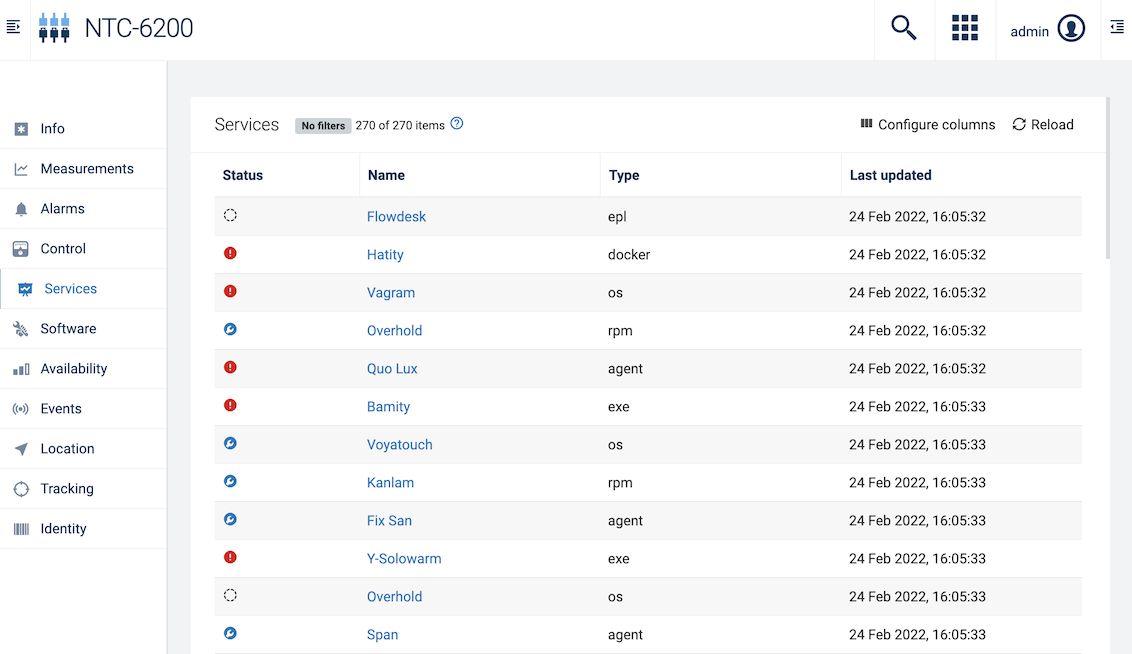 NTC-6200
admin
Info
Measurements
Alarms
Control
Services
Software
Availability
Events
Location
Tracking
Identity
Services No filters 270 of 270 items Configure columns Reload
Status Name Type Last updated
Flowdesk epl 24 Feb 2022, 16:05:32
Hatity docker 24 Feb 2022, 16:05:32
Vagram os 24 Feb 2022, 16:05:32
Overhold rpm 24 Feb 2022, 16:05:32
Quo Lux agent 24 Feb 2022, 16:05:32
Bamity exe 24 Feb 2022, 16:05:33
Voyatouch os 24 Feb 2022, 16:05:33
Kanlam rpm 24 Feb 2022, 16:05:33
Fix San agent 24 Feb 2022, 16:05:33
Y-Solowarm exe 24 Feb 2022, 16:05:33
Overhold os 24 Feb 2022, 16:05:33
Span agent 24 Feb 2022, 16:05:33